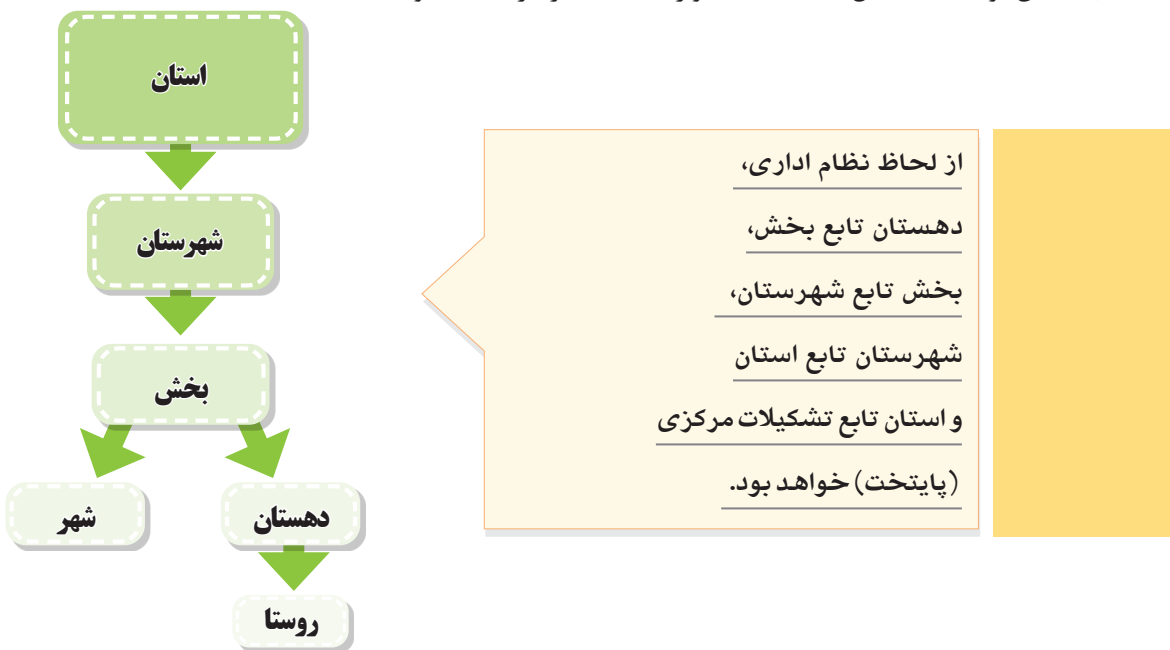 استان
شهرستان
بخش
شهر
دهستان
روستا
از لحاظ نظام اداری،
دهستان تابع بخش،
بخش تابع شهرستان،
شهرستان تابع استان
و استان تابع تشکیلات مرکزی
(پایتخت) خواهد بود.